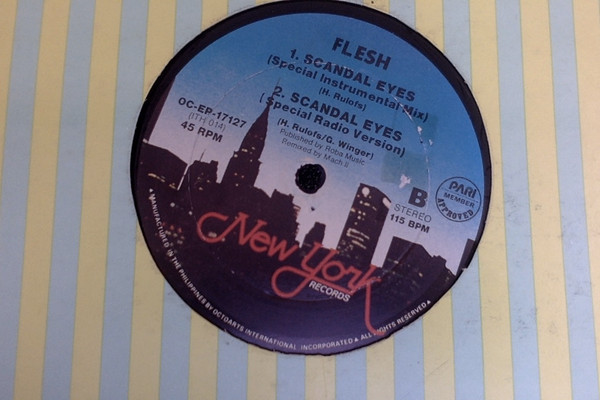 FLESH
1. SCANDAL EYES
(Special Instrumental Mix)
(H. Rulofs)
2. SCANDAL EYES
(Special Radio Version)
(H. Rulofs/G. Winger)
Published by Roba Music
Remixed by Mach II
OC-EP-17127
(ITH 014)
45 RPM
B
STEREO
115 BPM
PARI
MEMBER
APPROVED
New York
RECORDS
▲MANUFACTURED IN THE PHILIPPINES BY OCTOARTS INTERNATIONAL INCORPORATED▲ ALL RIGHTS RESERVED▲